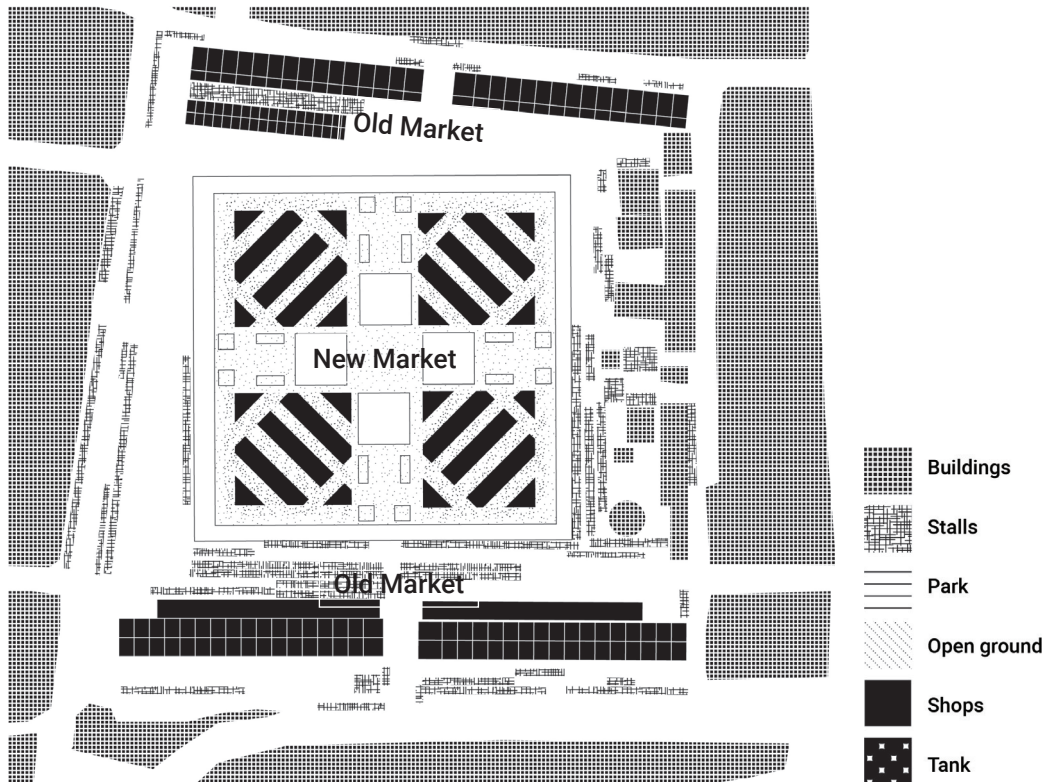 Old Market
New Market
Old Market
Buildings
Stalls
Park
Open ground
Shops
Tank